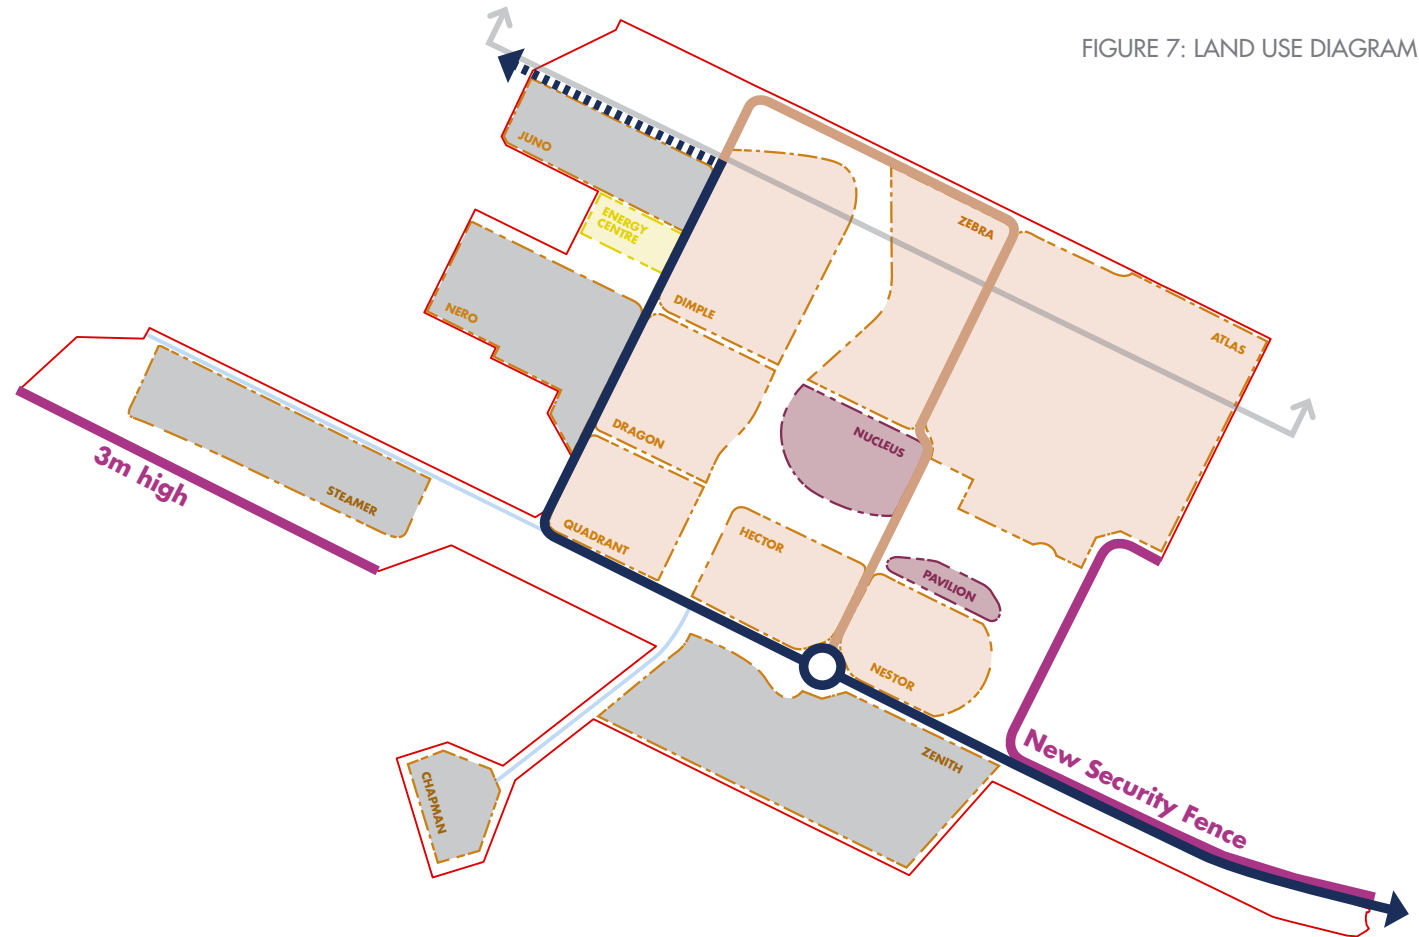 FIGURE 7: LAND USE DIAGRAM
JUNO
ZEBRA
ENERGY
CENTRE
DIMPLE
NERO
ATLAS
DRAGON
NUCLEUS
3m high
STEAMER
QUADRANT
HECTOR
PAVILION
NESTOR
ZENITH
New Security Fence
CHAPMAN